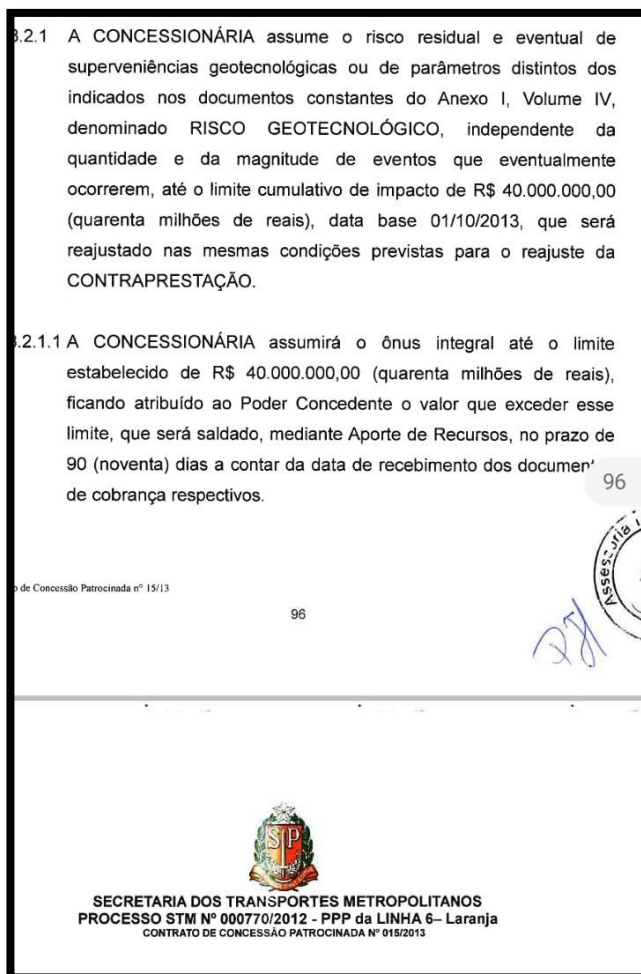 .2.1 A CONCESSIONÁRIA assume o risco residual e eventual de
superveniências geotecnológicas ou de parâmetros distintos dos
indicados nos documentos constantes do Anexo I, Volume IV,
denominado RISCO GEOTECNOLÓGICO, independente da
quantidade e da magnitude de eventos que eventualmente
ocorrerem, até o limite cumulativo de impacto de R$ 40.000.000,00
(quarenta milhões de reais), data base 01/10/2013, que será
reajustado nas mesmas condições previstas para o reajuste da
CONTRAPRESTAÇÃO.
.2.1.1 A CONCESSIONÁRIA assumirá o ônus integral até o limite
estabelecido de R$ 40.000.000,00 (quarenta milhões de reais),
ficando atribuído ao Poder Concedente o valor que exceder esse
limite, que será saldado, mediante Aporte de Recursos, no prazo de
90 (noventa) dias a contar da data de recebimento dos
de cobrança respectivos.
96
Assessoria
de Concessão Patrocinada nº 15/13
96
SP
SECRETARIA DOS TRANSPORTES METROPOLITANOS
PROCESSO STM Nº 000770/2012 - PPP da LINHA 6– Laranja
CONTRATO DE CONCESSÃO PATROCINADA Nº 015/2013